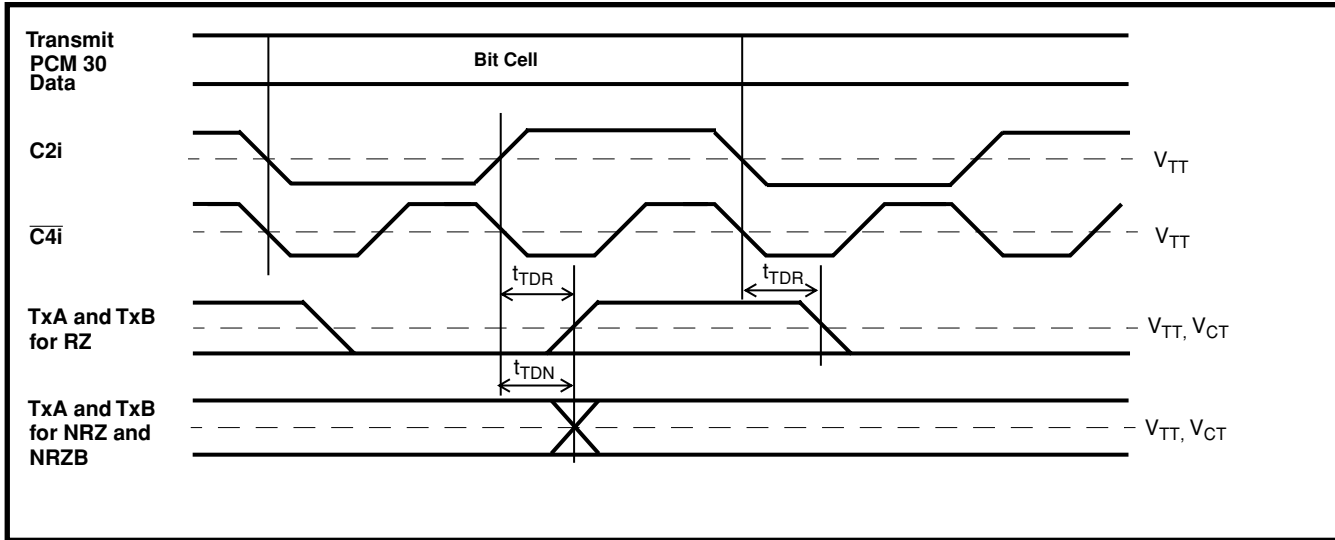 Transmit
PCM 30
Data
Bit Cell
C2i
V_TT
C4i
V_TT
t_TDR
t_TDR
TxA and TxB
for RZ
V_TT, V_CT
t_TDN
TxA and TxB
for NRZ and
NRZB
V_TT, V_CT